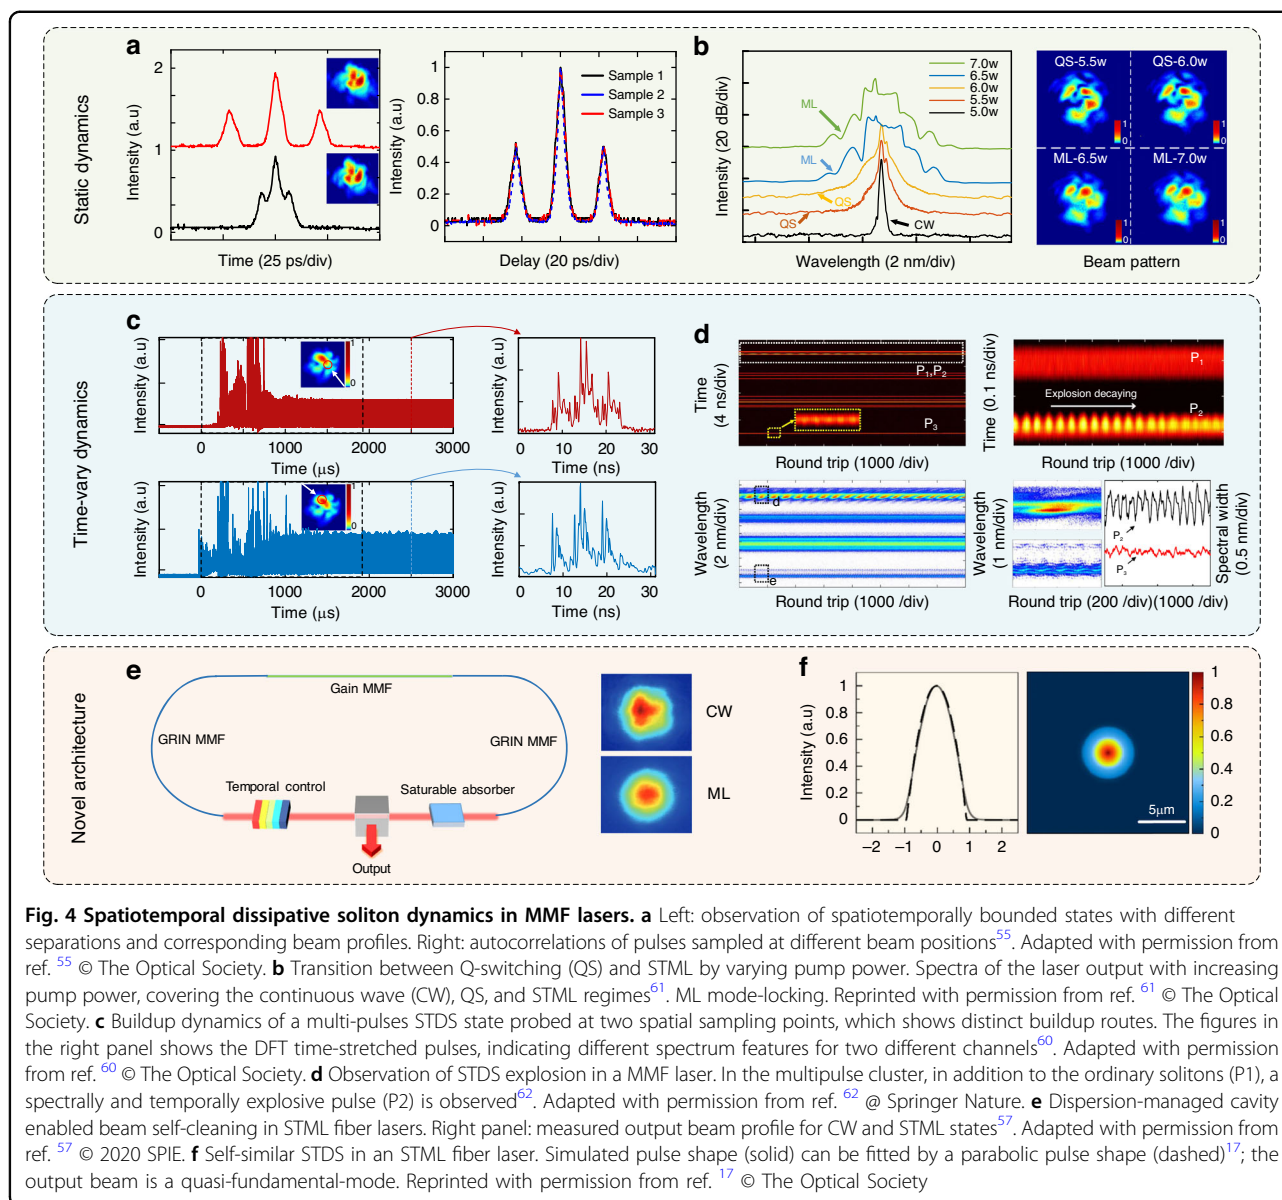 Static dynamics
a
Intensity (a.u)
2
1
0
Time (25 ps/div)
Intensity (a.u)
1
0.8
0.6
0.4
0.2
0
Sample 1
Sample 2
Sample 3
Delay (20 ps/div)
b
Intensity (20 dB/div)
7.0w
6.5w
6.0w
5.5w
5.0w
ML
ML
QS
QS
CW
Wavelength (2 nm/div)
QS-5.5w
QS-6.0w
ML-6.5w
ML-7.0w
1
0
1
0
1
0
1
0
Beam pattern
Time-vary dynamics
c
Intensity (a.u)
1
0
0
1000
2000
3000
Time (μs)
Intensity (a.u)
0
10
20
30
Time (ns)
Intensity (a.u)
1
0
0
1000
2000
3000
Time (μs)
Intensity (a.u)
0
10
20
30
Time (ns)
d
Time
(4 ns/div)
P1,P2
P3
Round trip (1000 /div)
Time (0.1 ns/div)
P1
Explosion decaying
P2
Round trip (1000 /div)
Wavelength
(2 nm/div)
d
e
Round trip (1000 /div)
Wavelength
(1 nm/div)
P2
P3
Spectral width
(0.5 nm/div)
Round trip (200 /div)(1000 /div)
Novel architecture
e
Gain MMF
GRIN MMF
GRIN MMF
Temporal control
Saturable absorber
Output
CW
ML
f
Intensity (a.u)
1
0.8
0.6
0.4
0.2
0
−2
−1
0
1
2
5μm
1
0.8
0.6
0.4
0.2
0
Fig. 4 Spatiotemporal dissipative soliton dynamics in MMF lasers. a Left: observation of spatiotemporally bounded states with different
separations and corresponding beam profiles. Right: autocorrelations of pulses sampled at different beam positions55. Adapted with permission from
ref. 55 © The Optical Society. b Transition between Q-switching (QS) and STML by varying pump power. Spectra of the laser output with increasing
pump power, covering the continuous wave (CW), QS, and STML regimes61. ML mode-locking. Reprinted with permission from ref. 61 © The Optical
Society. c Buildup dynamics of a multi-pulses STDS state probed at two spatial sampling points, which shows distinct buildup routes. The figures in
the right panel shows the DFT time-stretched pulses, indicating different spectrum features for two different channels60. Adapted with permission
from ref. 60 © The Optical Society. d Observation of STDS explosion in a MMF laser. In the multipulse cluster, in addition to the ordinary solitons (P1), a
spectrally and temporally explosive pulse (P2) is observed62. Adapted with permission from ref. 62 @ Springer Nature. e Dispersion-managed cavity
enabled beam self-cleaning in STML fiber lasers. Right panel: measured output beam profile for CW and STML states57. Adapted with permission from
ref. 57 © 2020 SPIE. f Self-similar STDS in an STML fiber laser. Simulated pulse shape (solid) can be fitted by a parabolic pulse shape (dashed)17; the
output beam is a quasi-fundamental-mode. Reprinted with permission from ref. 17 © The Optical Society